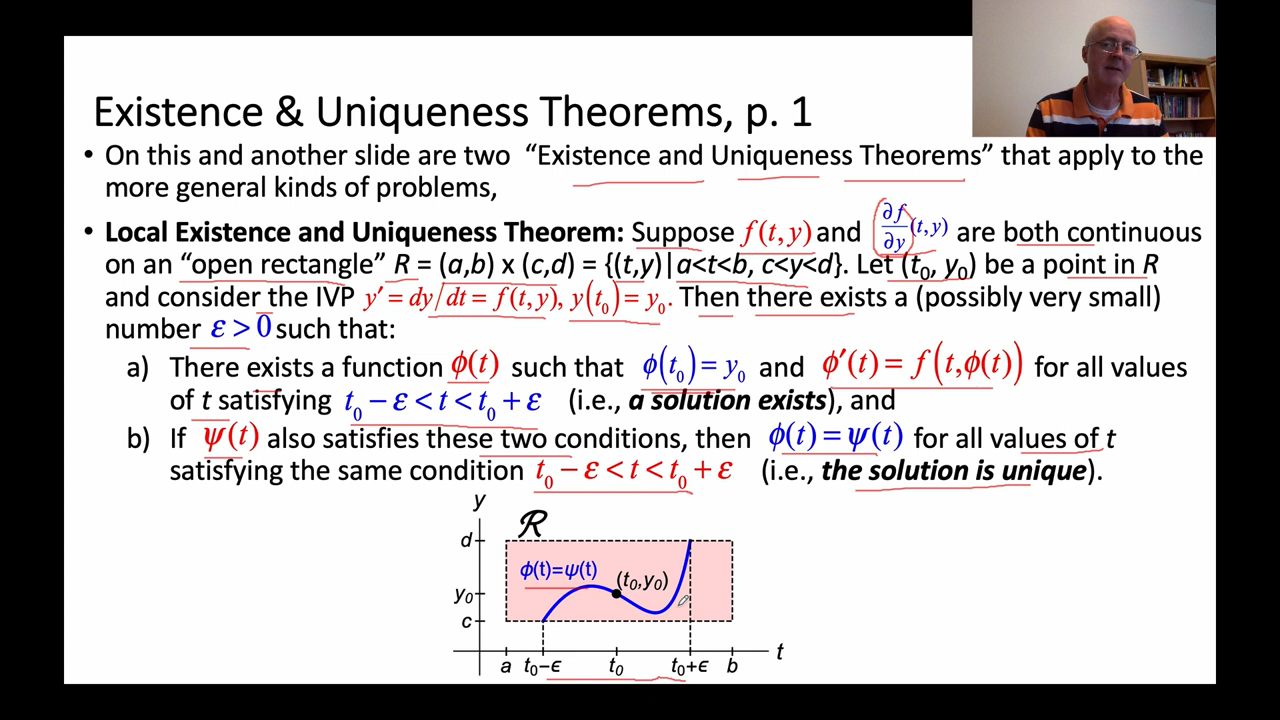 Existence & Uniqueness Theorems, p. 1
• On this and another slide are two “Existence and Uniqueness Theorems” that apply to the
more general kinds of problems,
• Local Existence and Uniqueness Theorem: Suppose f(t,y) and ∂f/∂y (t,y) are both continuous
on an “open rectangle” R = (a,b) x (c,d) = {(t,y)|a<t<b, c<y<d}. Let (t₀, y₀) be a point in R
and consider the IVP y′ = dy/dt = f(t,y), y(t₀) = y₀. Then there exists a (possibly very small)
number ε > 0 such that:
a) There exists a function ϕ(t) such that ϕ(t₀) = y₀ and ϕ′(t) = f(t,ϕ(t)) for all values
of t satisfying t₀ − ε < t < t₀ + ε (i.e., a solution exists), and
b) If ψ(t) also satisfies these two conditions, then ϕ(t) = ψ(t) for all values of t
satisfying the same condition t₀ − ε < t < t₀ + ε (i.e., the solution is unique).
y
R
d
ϕ(t)=ψ(t)
(t₀,y₀)
y₀
c
a t₀−ϵ t₀ t₀+ϵ b
t